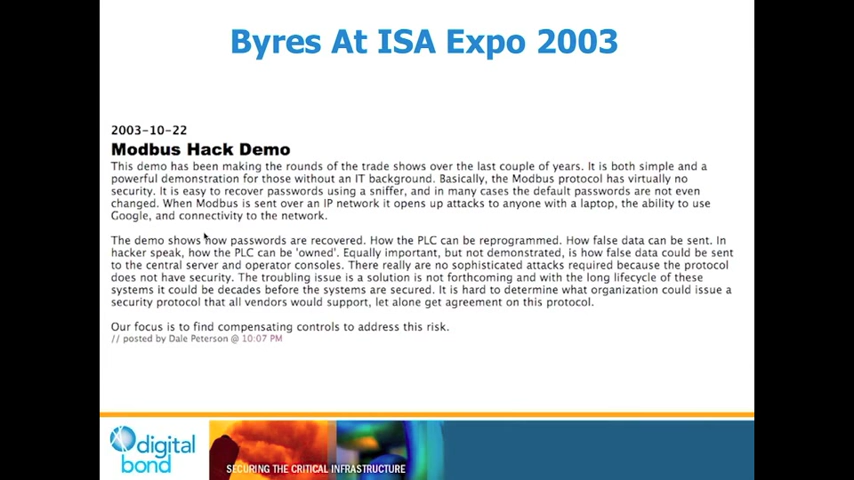 Byres At ISA Expo 2003
2003-10-22
Modbus Hack Demo
This demo has been making the rounds of the trade shows over the last couple of years. It is both simple and a
powerful demonstration for those without an IT background. Basically, the Modbus protocol has virtually no
security. It is easy to recover passwords using a sniffer, and in many cases the default passwords are not even
changed. When Modbus is sent over an IP network it opens up attacks to anyone with a laptop, the ability to use
Google, and connectivity to the network.
The demo shows how passwords are recovered. How the PLC can be reprogrammed. How false data can be sent. In
hacker speak, how the PLC can be 'owned'. Equally important, but not demonstrated, is how false data could be sent
to the central server and operator consoles. There really are no sophisticated attacks required because the protocol
does not have security. The troubling issue is a solution is not forthcoming and with the long lifecycle of these
systems it could be decades before the systems are secured. It is hard to determine what organization could issue a
security protocol that all vendors would support, let alone get agreement on this protocol.
Our focus is to find compensating controls to address this risk.
// posted by Dale Peterson @ 10:07 PM
digital
bond
SECURING THE CRITICAL INFRASTRUCTURE